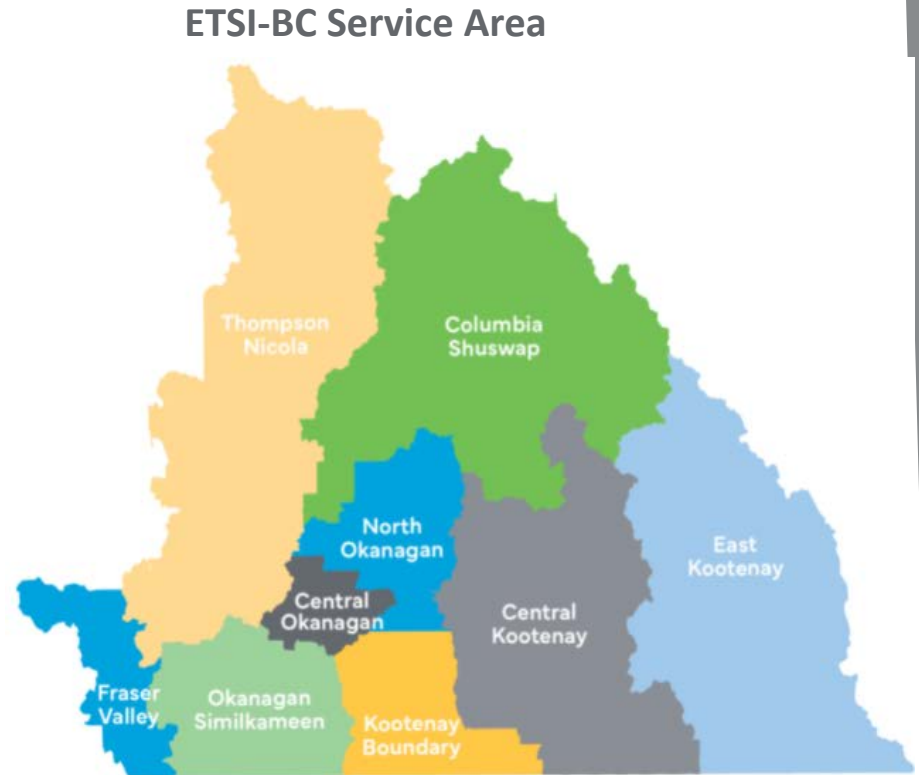 ETSI-BC Service Area
Thompson
Nicola
Columbia
Shuswap
North
Okanagan
East
Kootenay
Central
Okanagan
Central
Kootenay
Fraser
Valley
Okanagan
Similkameen
Kootenay
Boundary